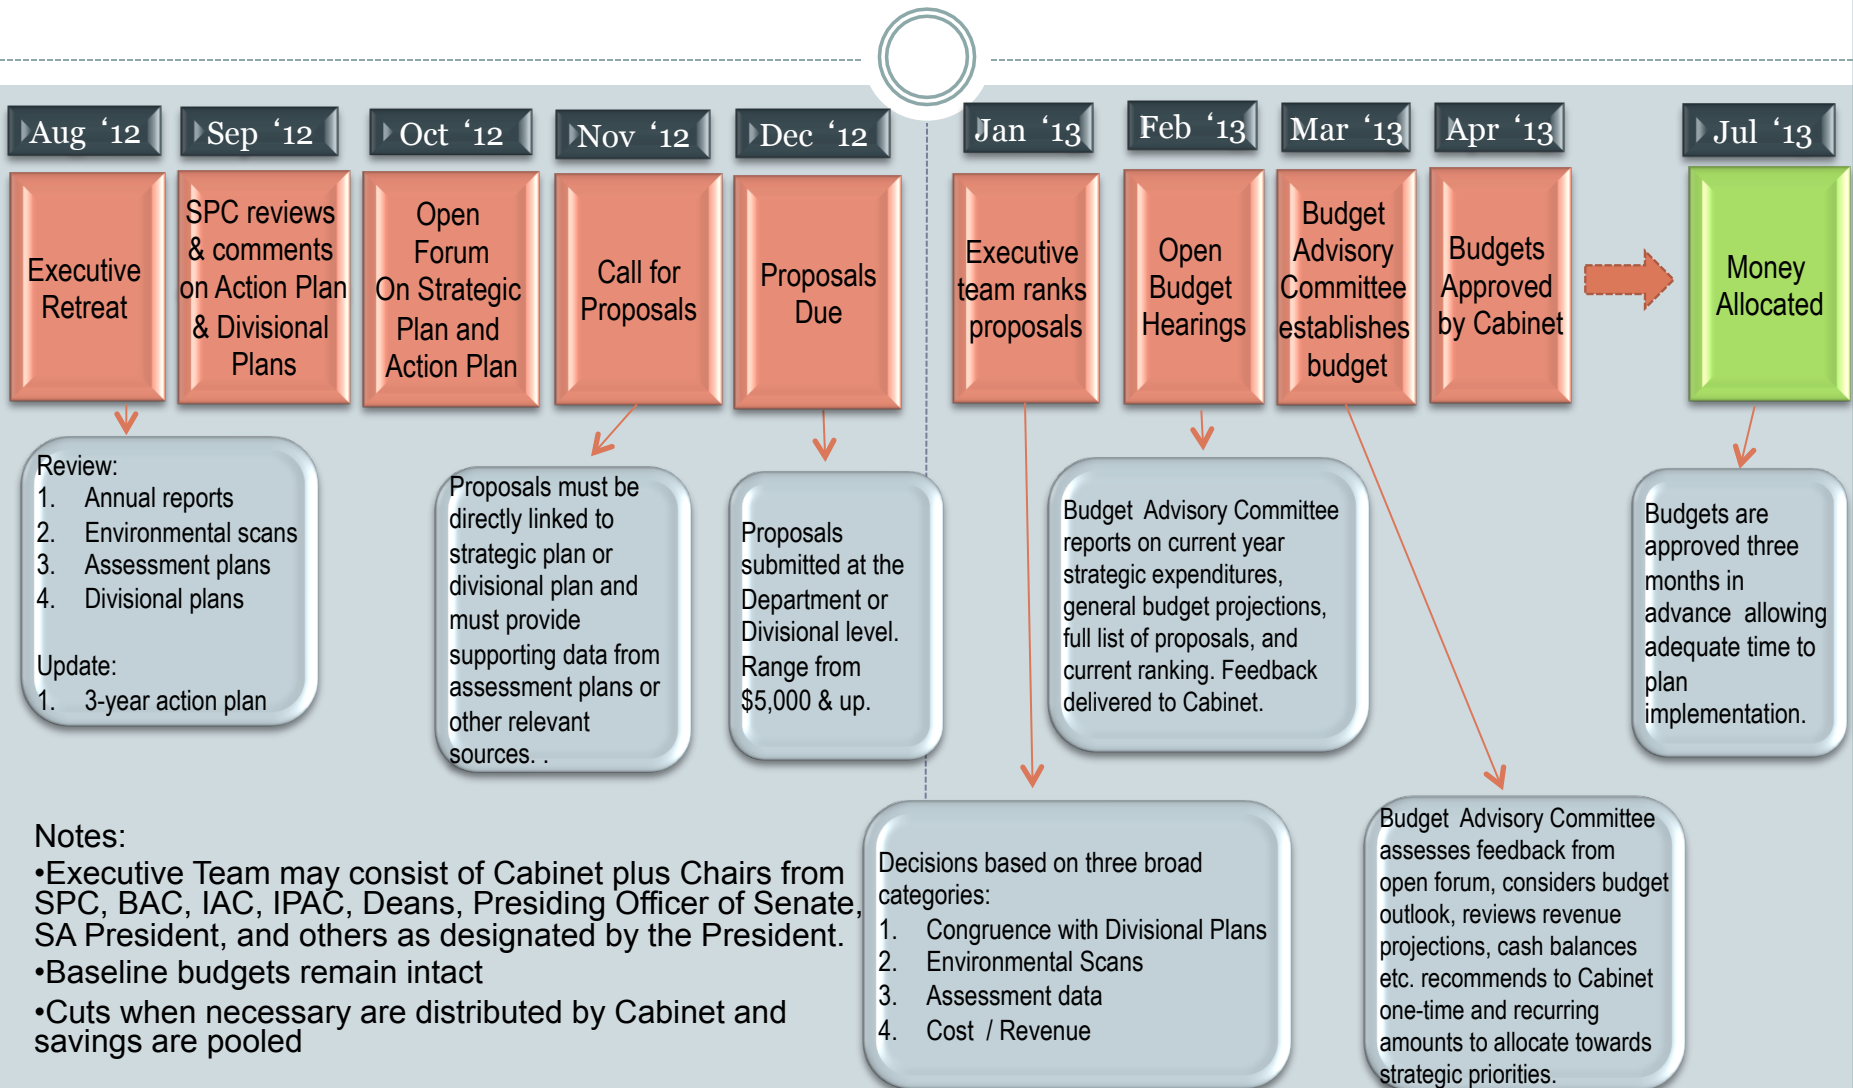 Aug ‘12
Sep ‘12
Oct ‘12
Nov ‘12
Dec ‘12
Jan ‘13
Feb ‘13
Mar ‘13
Apr ‘13
Jul ‘13
Executive
Retreat
SPC reviews
& comments
on Action Plan
& Divisional
Plans
Open
Forum
On Strategic
Plan and
Action Plan
Call for
Proposals
Proposals
Due
Executive
team ranks
proposals
Open
Budget
Hearings
Budget
Advisory
Committee
establishes
budget
Budgets
Approved
by Cabinet
Money
Allocated
Review:
1. Annual reports
2. Environmental scans
3. Assessment plans
4. Divisional plans
Update:
1. 3-year action plan
Proposals must be
directly linked to
strategic plan or
divisional plan and
must provide
supporting data from
assessment plans or
other relevant
sources. .
Proposals
submitted at the
Department or
Divisional level.
Range from
$5,000 & up.
Budget Advisory Committee
reports on current year
strategic expenditures,
general budget projections,
full list of proposals, and
current ranking. Feedback
delivered to Cabinet.
Budgets are
approved three
months in
advance allowing
adequate time to
plan
implementation.
Notes:
•Executive Team may consist of Cabinet plus Chairs from
SPC, BAC, IAC, IPAC, Deans, Presiding Officer of Senate,
SA President, and others as designated by the President.
•Baseline budgets remain intact
•Cuts when necessary are distributed by Cabinet and
savings are pooled
Decisions based on three broad
categories:
1. Congruence with Divisional Plans
2. Environmental Scans
3. Assessment data
4. Cost / Revenue
Budget Advisory Committee
assesses feedback from
open forum, considers budget
outlook, reviews revenue
projections, cash balances
etc. recommends to Cabinet
one-time and recurring
amounts to allocate towards
strategic priorities.